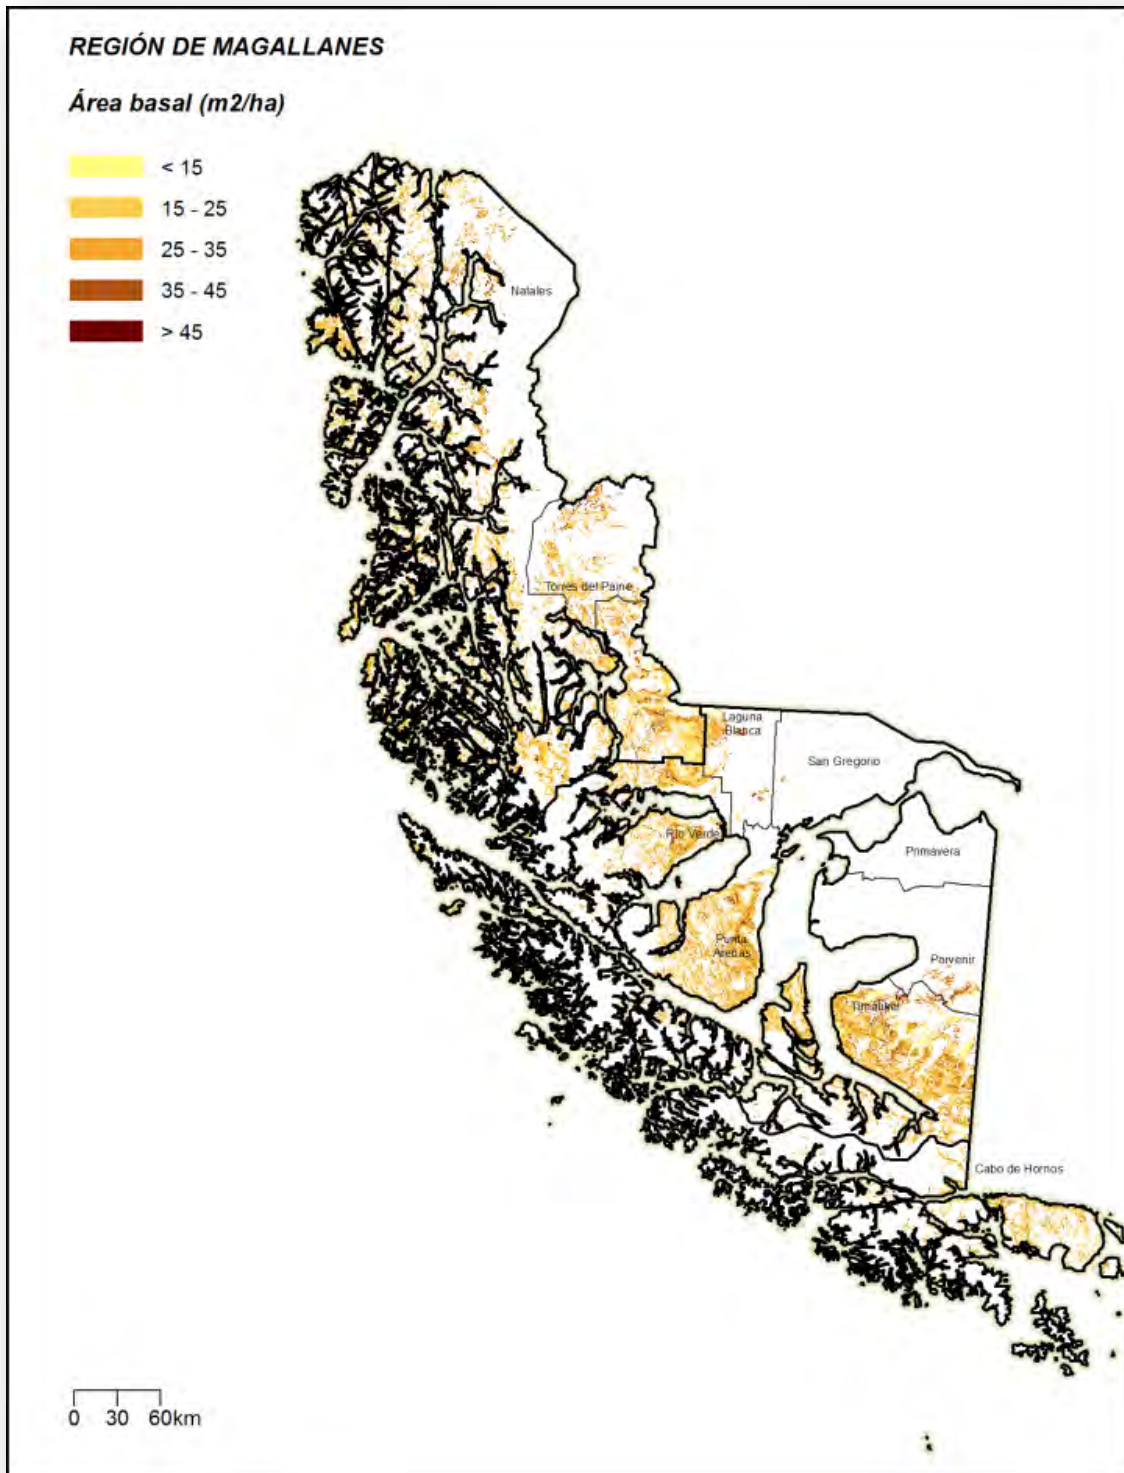 REGIÓN DE MAGALLANES
Área basal (m2/ha)
< 15
15 - 25
25 - 35
35 - 45
> 45
Natales
Torres del Paine
Laguna
Blanca
San Gregorio
Río Verde
Primavera
Punta
Arenas
Porvenir
Timaukel
Cabo de Hornos
0 30 60km